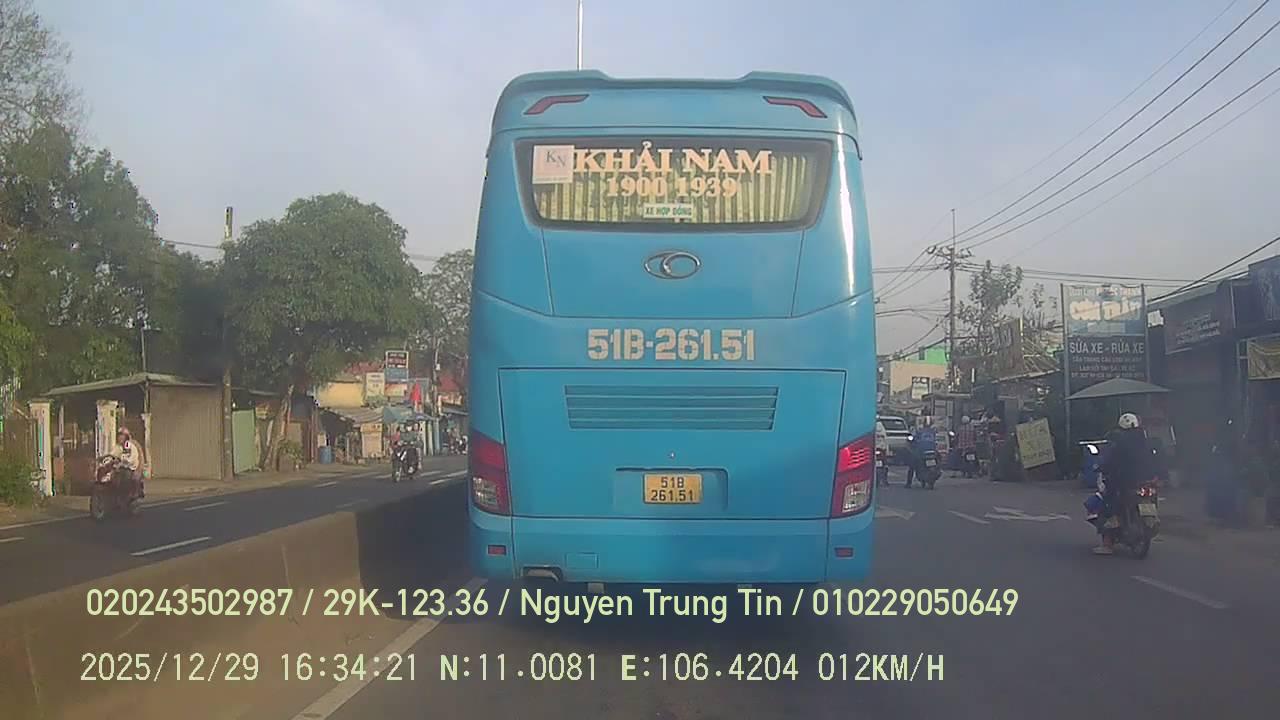 KN
KHẢI NAM
1900 1939
XE HỢP ĐỒNG
51B-261.51
51B
261.51
SỬA XE - RỬA XE
020243502987 / 29K-123.36 / Nguyen Trung Tin / 010229050649
2025/12/29 16:34:21 N:11.0081 E:106.4204 012KM/H